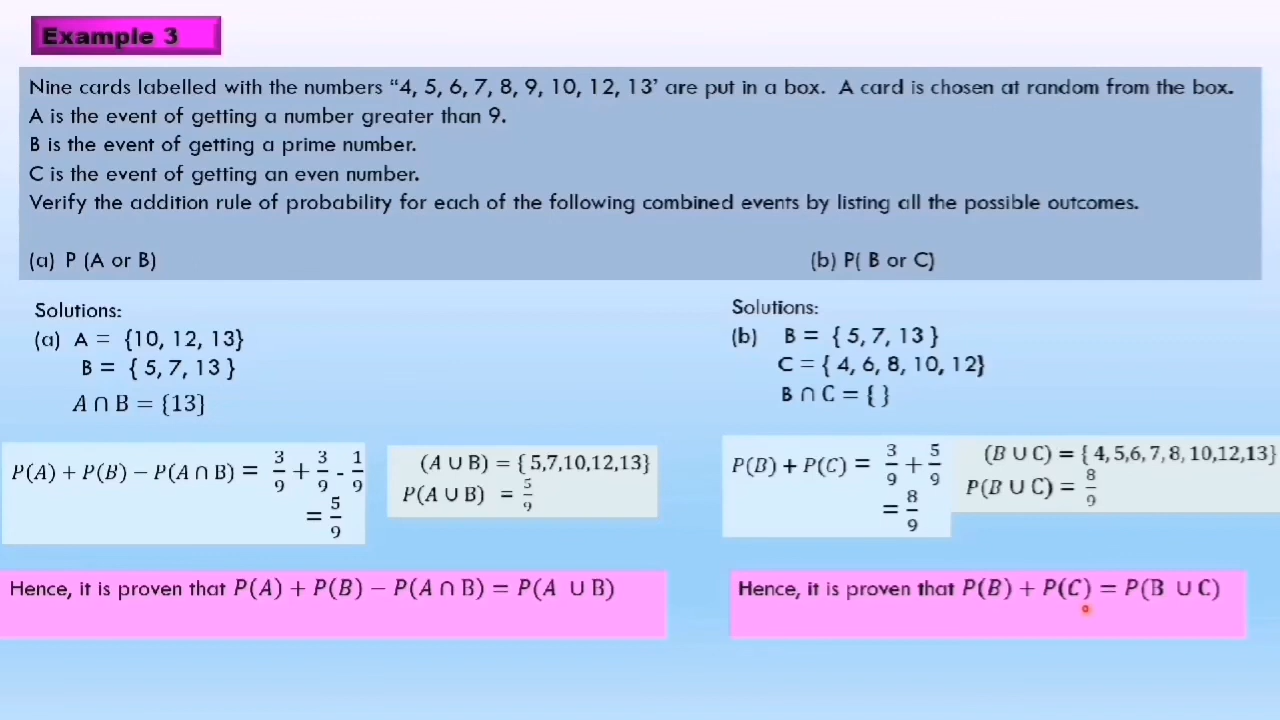 Example 3
Nine cards labelled with the numbers “4, 5, 6, 7, 8, 9, 10, 12, 13’ are put in a box. A card is chosen at random from the box.
A is the event of getting a number greater than 9.
B is the event of getting a prime number.
C is the event of getting an even number.
Verify the addition rule of probability for each of the following combined events by listing all the possible outcomes.
(a) P (A or B)
(b) P( B or C)
Solutions:
(a) A = {10, 12, 13}
B = { 5, 7, 13 }
A ∩ B = {13}
P(A) + P(B) − P(A ∩ B) = 3/9 + 3/9 - 1/9
= 5/9
(A ∪ B) = { 5,7,10,12,13}
P(A ∪ B) = 5/9
Hence, it is proven that P(A) + P(B) − P(A ∩ B) = P(A ∪ B)
Solutions:
(b) B = { 5, 7, 13 }
C = { 4, 6, 8, 10, 12}
B ∩ C = { }
P(B) + P(C) = 3/9 + 5/9
= 8/9
(B ∪ C) = { 4, 5,6, 7, 8, 10,12,13}
P(B ∪ C) = 8/9
Hence, it is proven that P(B) + P(C) = P(B ∪ C)